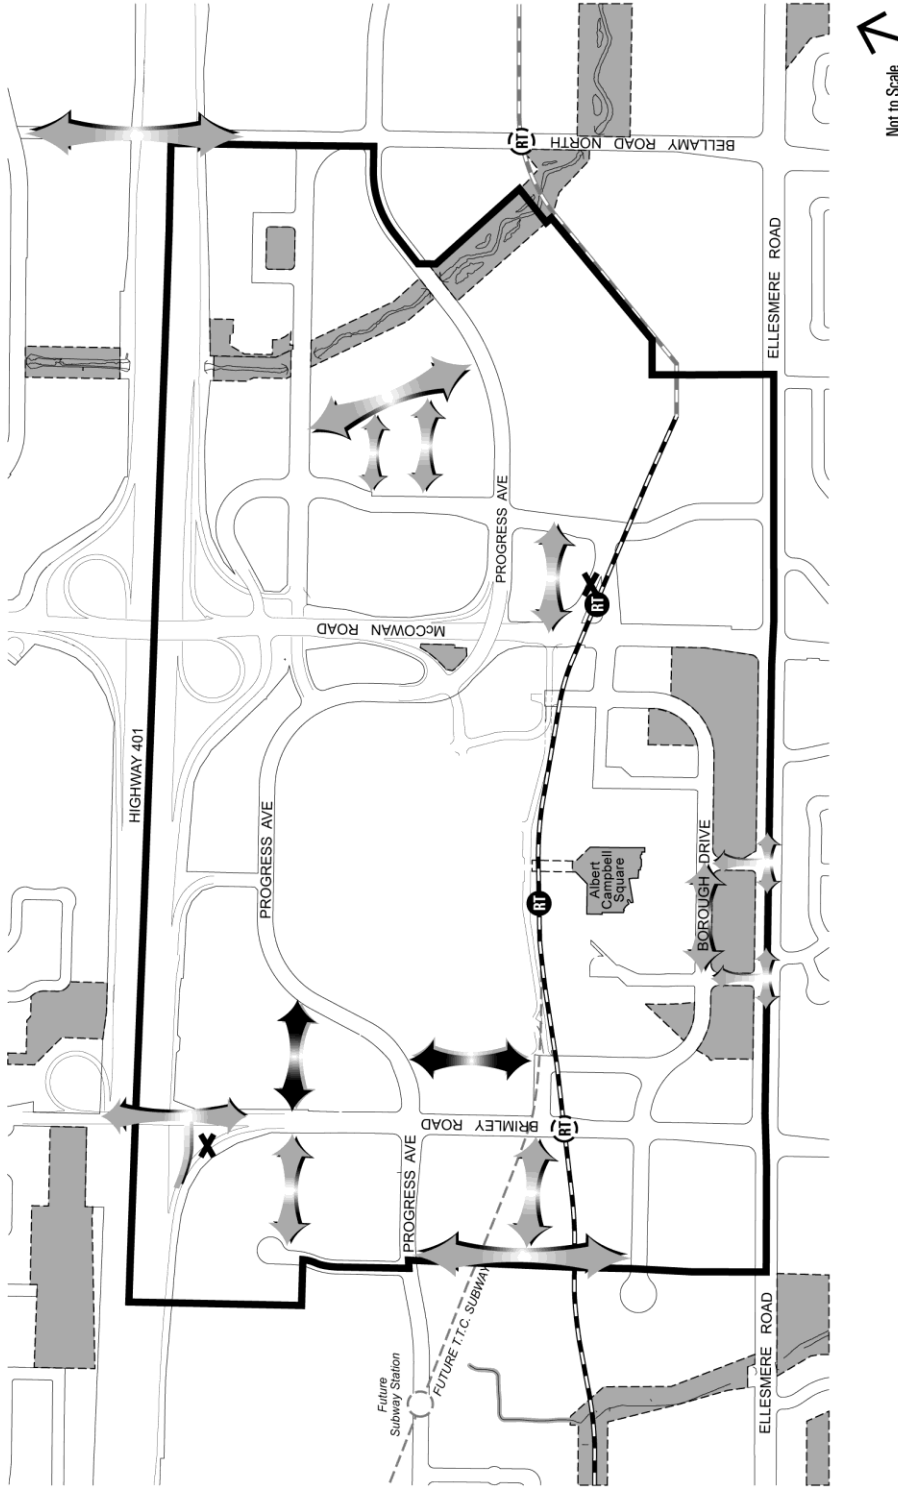 Not to Scale
RT
BELLAMY ROAD NORTH
ELLESMERE ROAD
PROGRESS AVE
RT
McCOWAN ROAD
HIGHWAY 401
PROGRESS AVE
BOROUGH DRIVE
Albert
Campbell
Square
RT
BRIMLEY ROAD
RT
PROGRESS AVE
FUTURE T.T.C. SUBWAY
Future
Subway Station
ELLESMERE ROAD